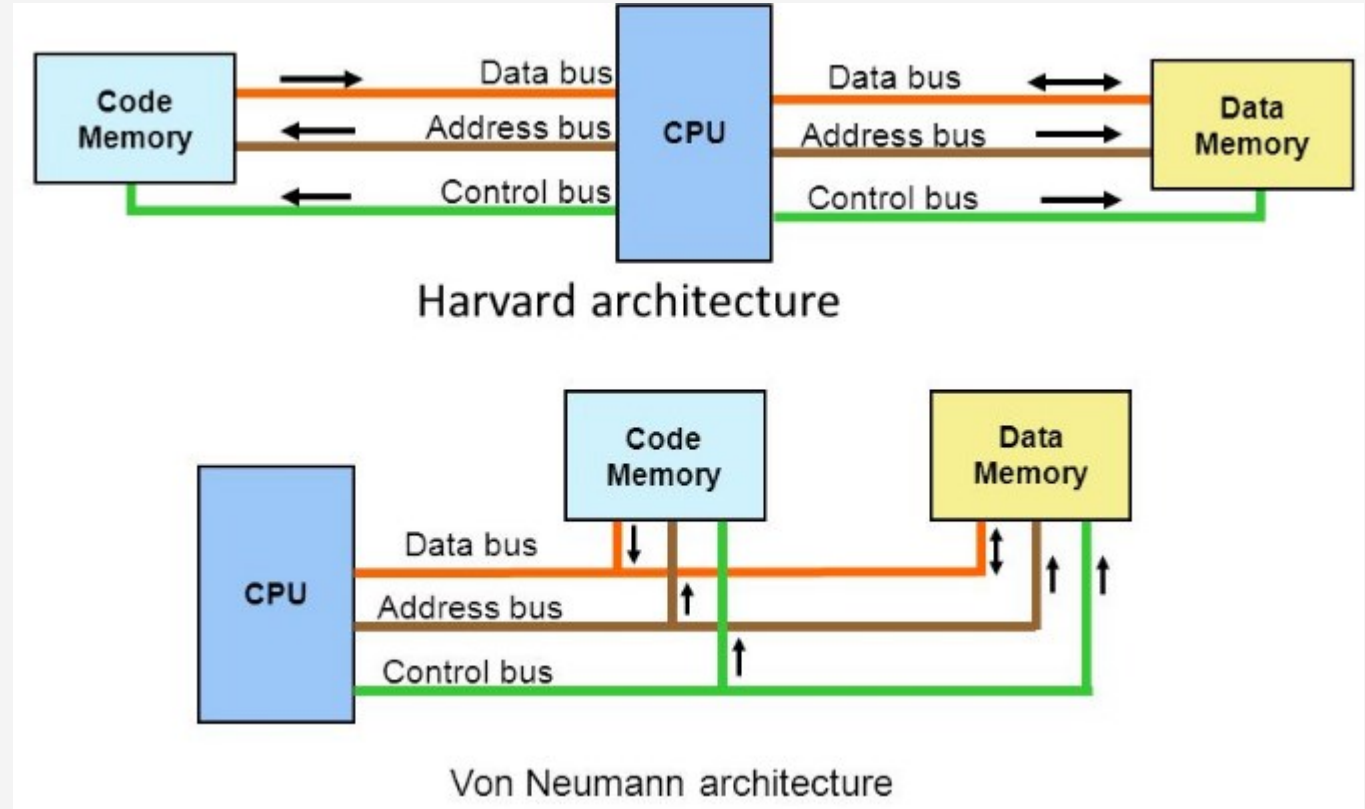 Code
Memory
Data bus
Address bus
Control bus
CPU
Data bus
Address bus
Control bus
Data
Memory
Harvard architecture
CPU
Data bus
Address bus
Control bus
Code
Memory
Data
Memory
Von Neumann architecture